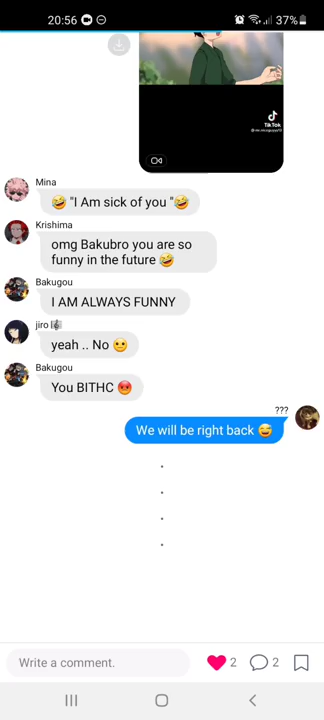 20:56
37%
TikTok
Mina
🤣 "I Am sick of you "🤣
Krishima
omg Bakubro you are so
funny in the future 🤣
Bakugou
I AM ALWAYS FUNNY
jiro🎼
yeah .. No 😐
Bakugou
You BITHC 😡
???
We will be right back 😅
.
.
.
.
Write a comment.
2
2